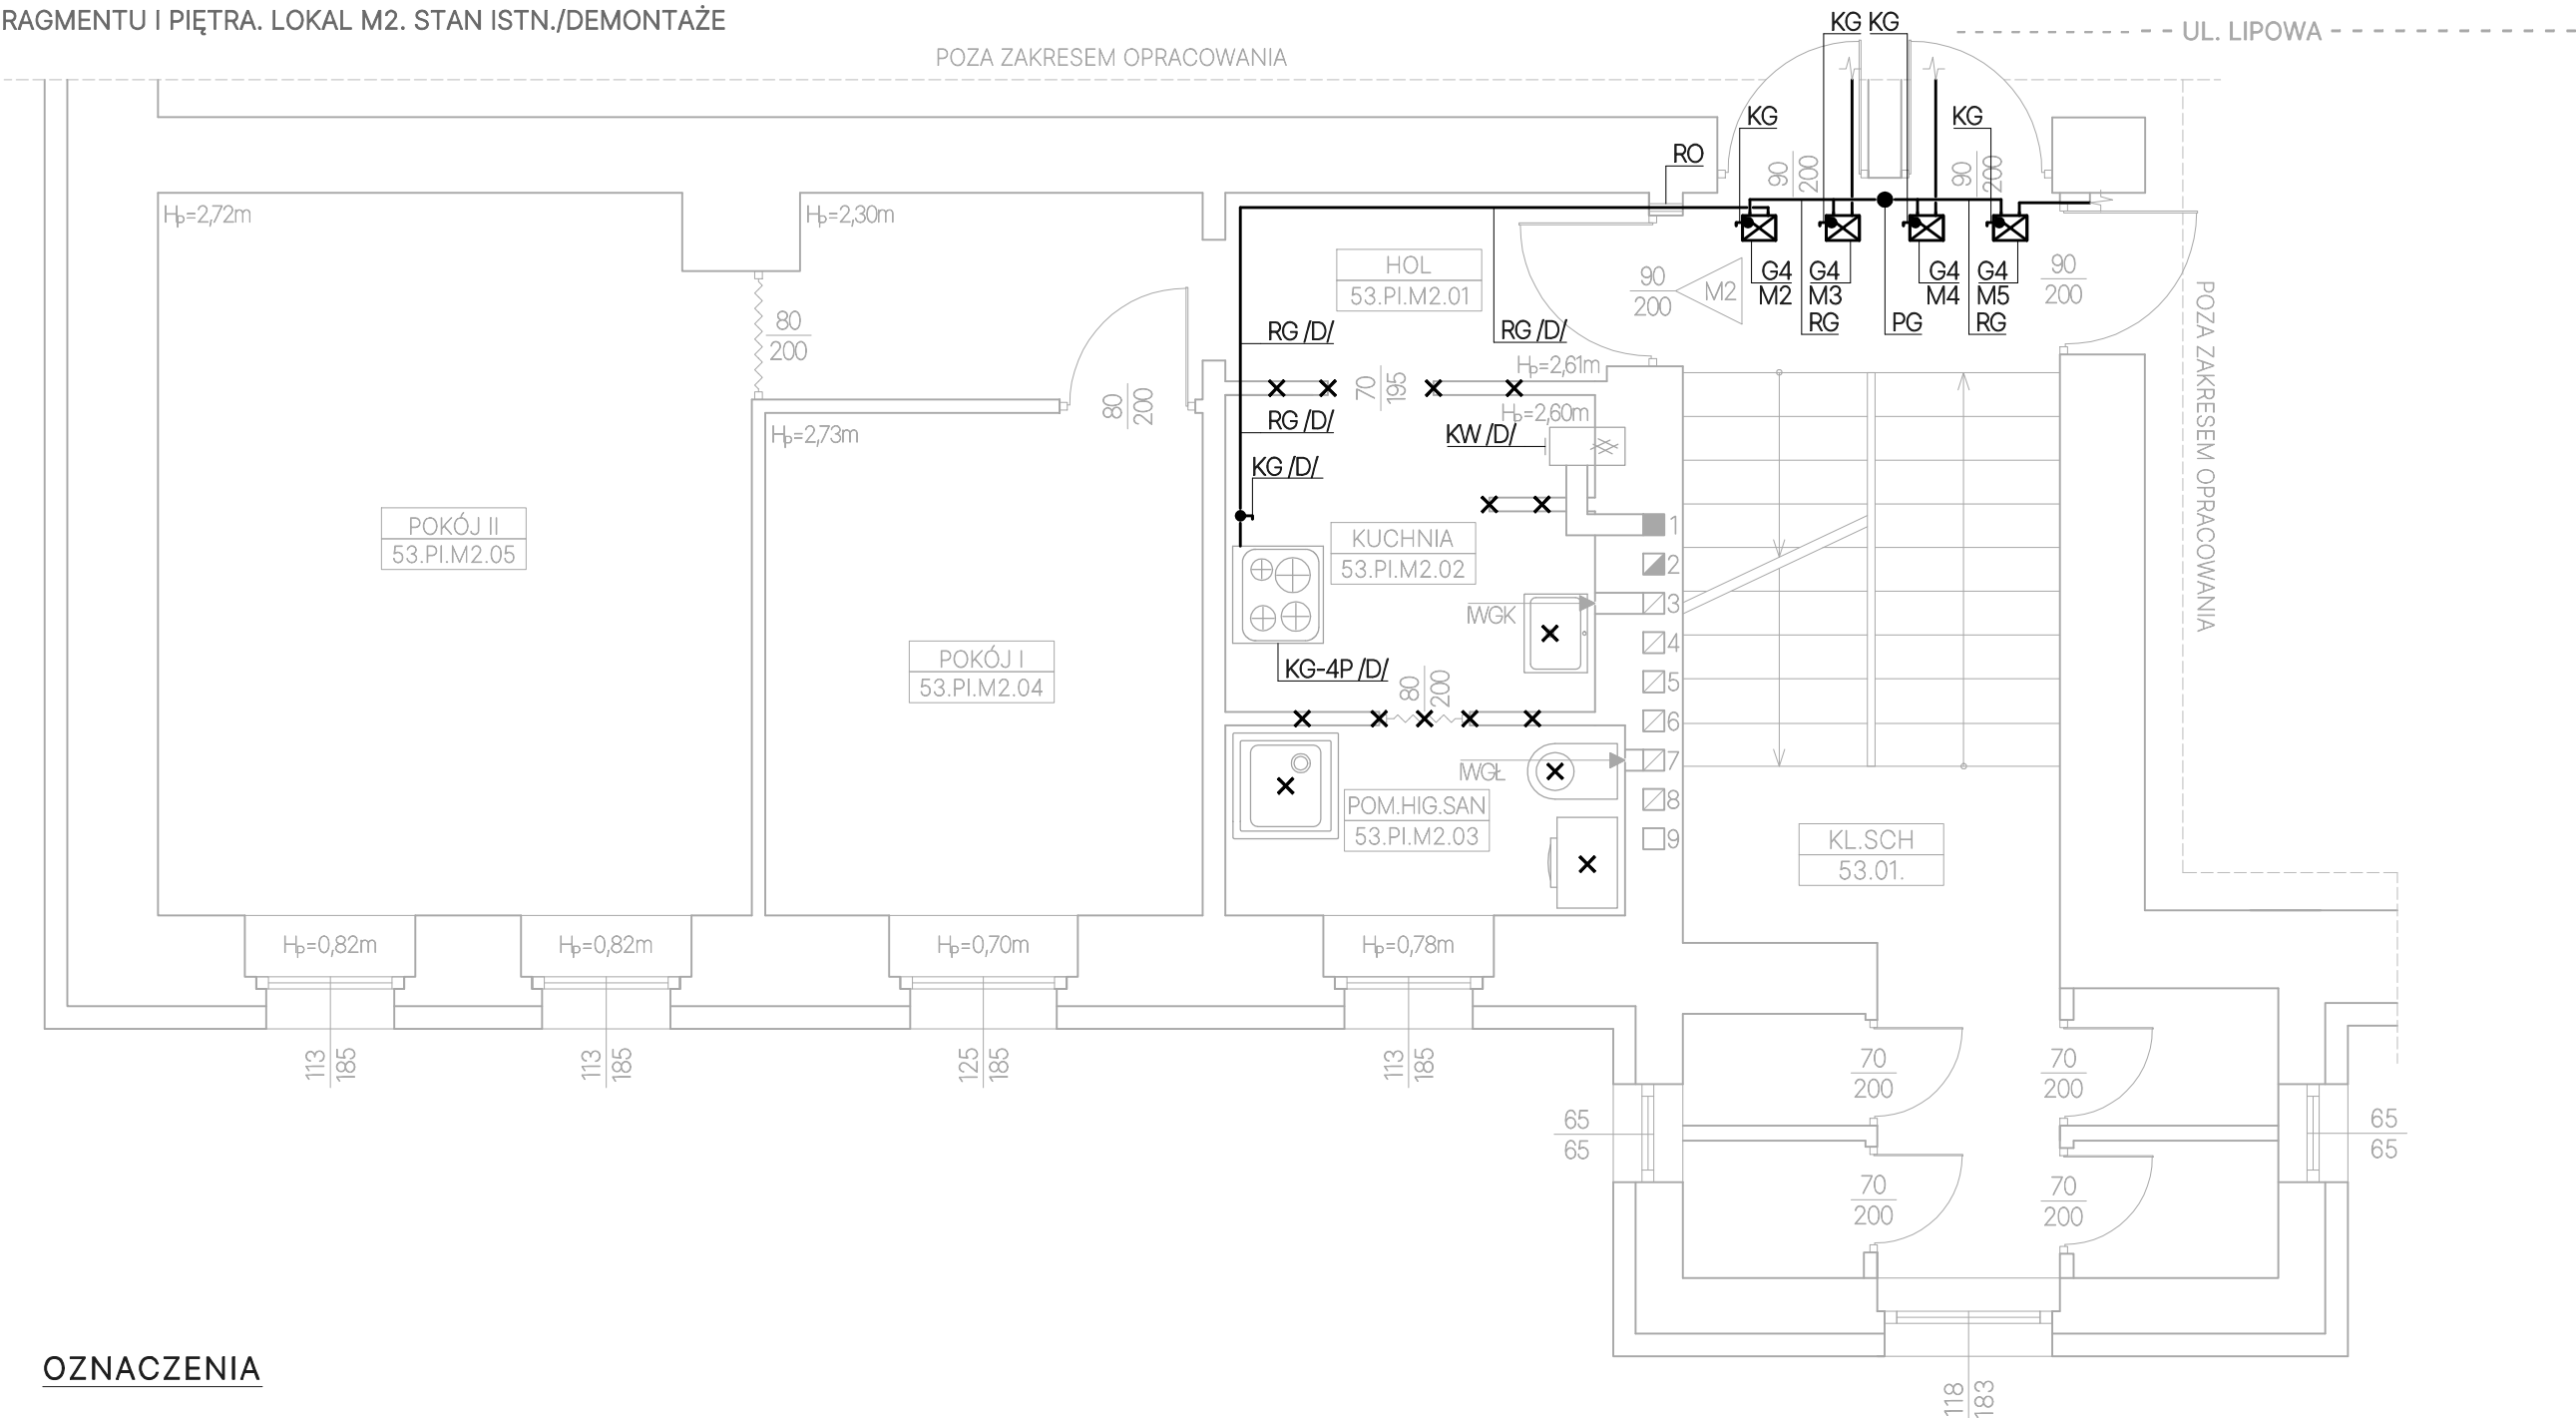 RAGMENTU I PIĘTRA. LOKAL M2. STAN ISTN./DEMONTAŻE
KG KG
UL. LIPOWA
POZA ZAKRESEM OPRACOWANIA
KG
KG
RO
90
200
90
200
Hp=2,72m
Hp=2,30m
HOL
53.PI.M2.01
90
200
M2
G4
M2
G4
M3
G4
M4
G4
M5
90
200
RG
PG
RG
POZA ZAKRESEM OPRACOWANIA
80
200
RG /D/
RG /D/
Hp=2,61m
70
195
80
200
Hp=2,60m
RG /D/
KW /D/
Hp=2,73m
KG /D/
POKÓJ II
53.PI.M2.05
KUCHNIA
53.PI.M2.02
1
2
3
4
5
6
7
8
9
IWGK
POKÓJ I
53.PI.M2.04
KG-4P /D/
80
200
IWGŁ
POM.HIG.SAN
53.PI.M2.03
KL.SCH
53.01.
Hp=0,82m
Hp=0,82m
Hp=0,70m
Hp=0,78m
113
185
113
185
125
185
113
185
70
200
70
200
65
65
65
65
70
200
70
200
OZNACZENIA
118
183